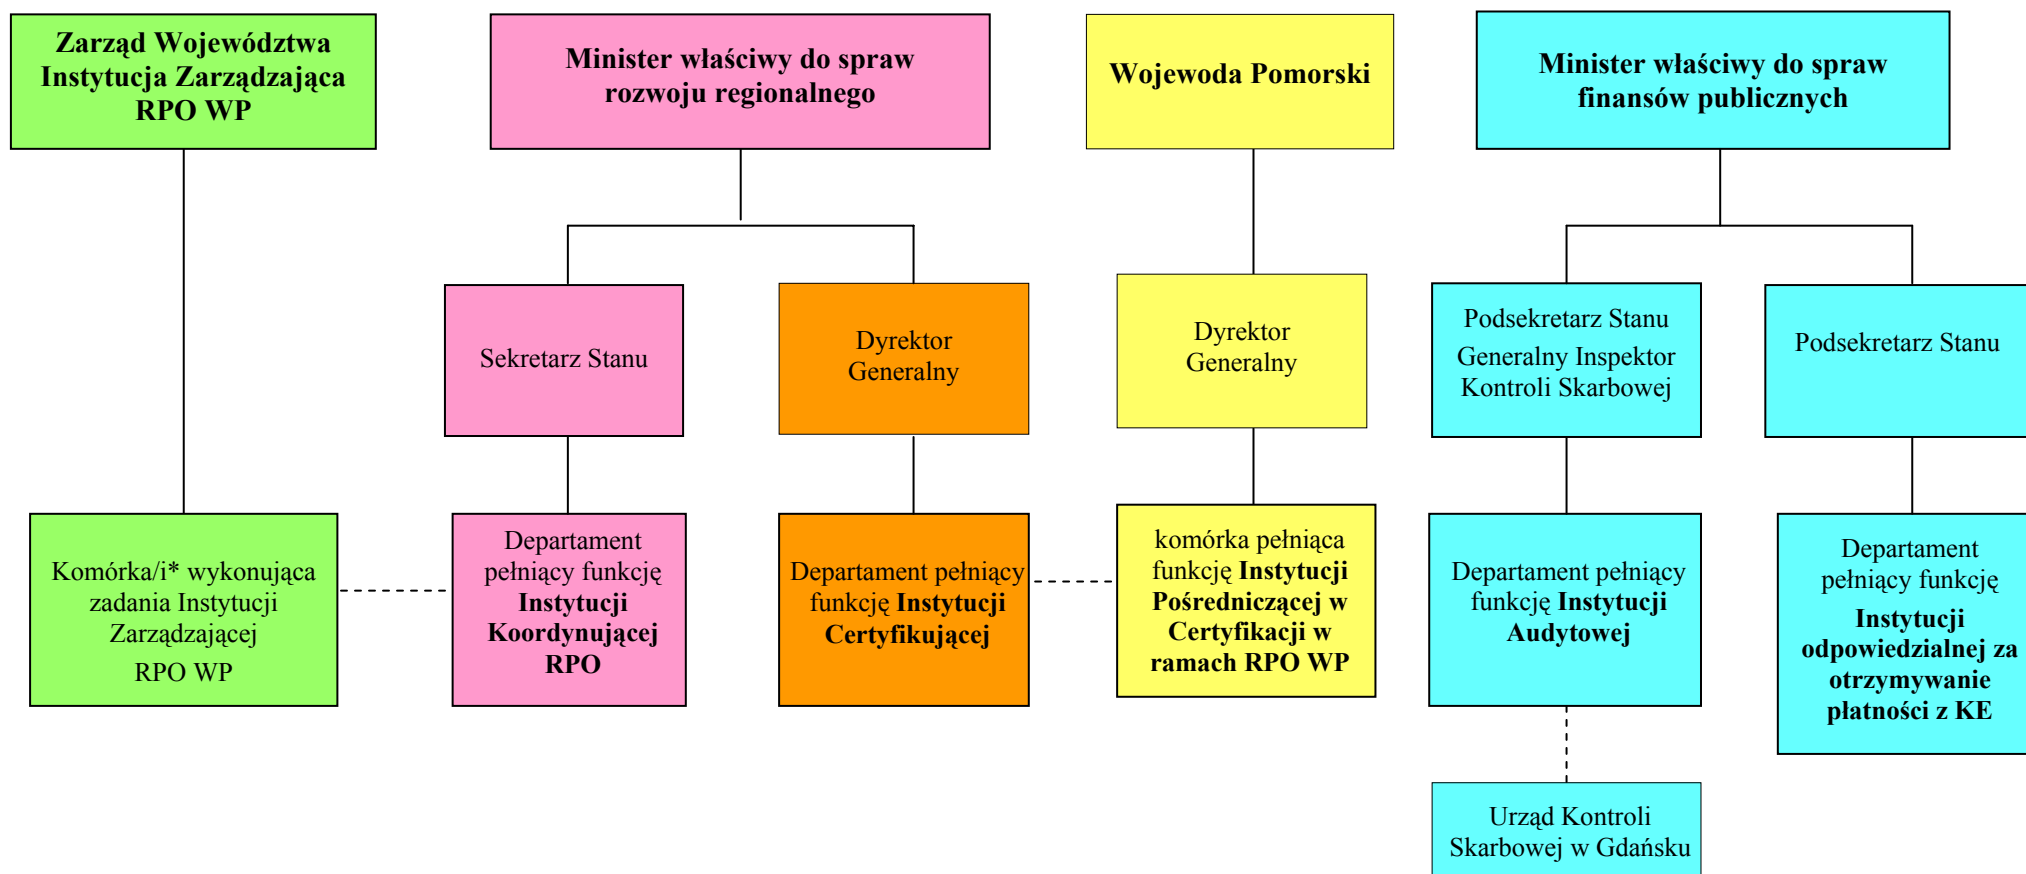 Zarząd Województwa
Instytucja Zarządzająca
RPO WP
Minister właściwy do spraw
rozwoju regionalnego
Wojewoda Pomorski
Minister właściwy do spraw
finansów publicznych
Sekretarz Stanu
Dyrektor
Generalny
Dyrektor
Generalny
Podsekretarz Stanu
Generalny Inspektor
Kontroli Skarbowej
Podsekretarz Stanu
Komórka/i* wykonująca
zadania Instytucji
Zarządzającej
RPO WP
Departament
pełniący funkcję
Instytucji
Koordynującej
RPO
Departament pełniący
funkcję Instytucji
Certyfikującej
komórka pełniąca
funkcję Instytucji
Pośredniczącej w
Certyfikacji w
ramach RPO WP
Departament pełniący
funkcję Instytucji
Audytowej
Departament
pełniący funkcję
Instytucji
odpowiedzialnej za
otrzymywanie
płatności z KE
Urząd Kontroli
Skarbowej w Gdańsku